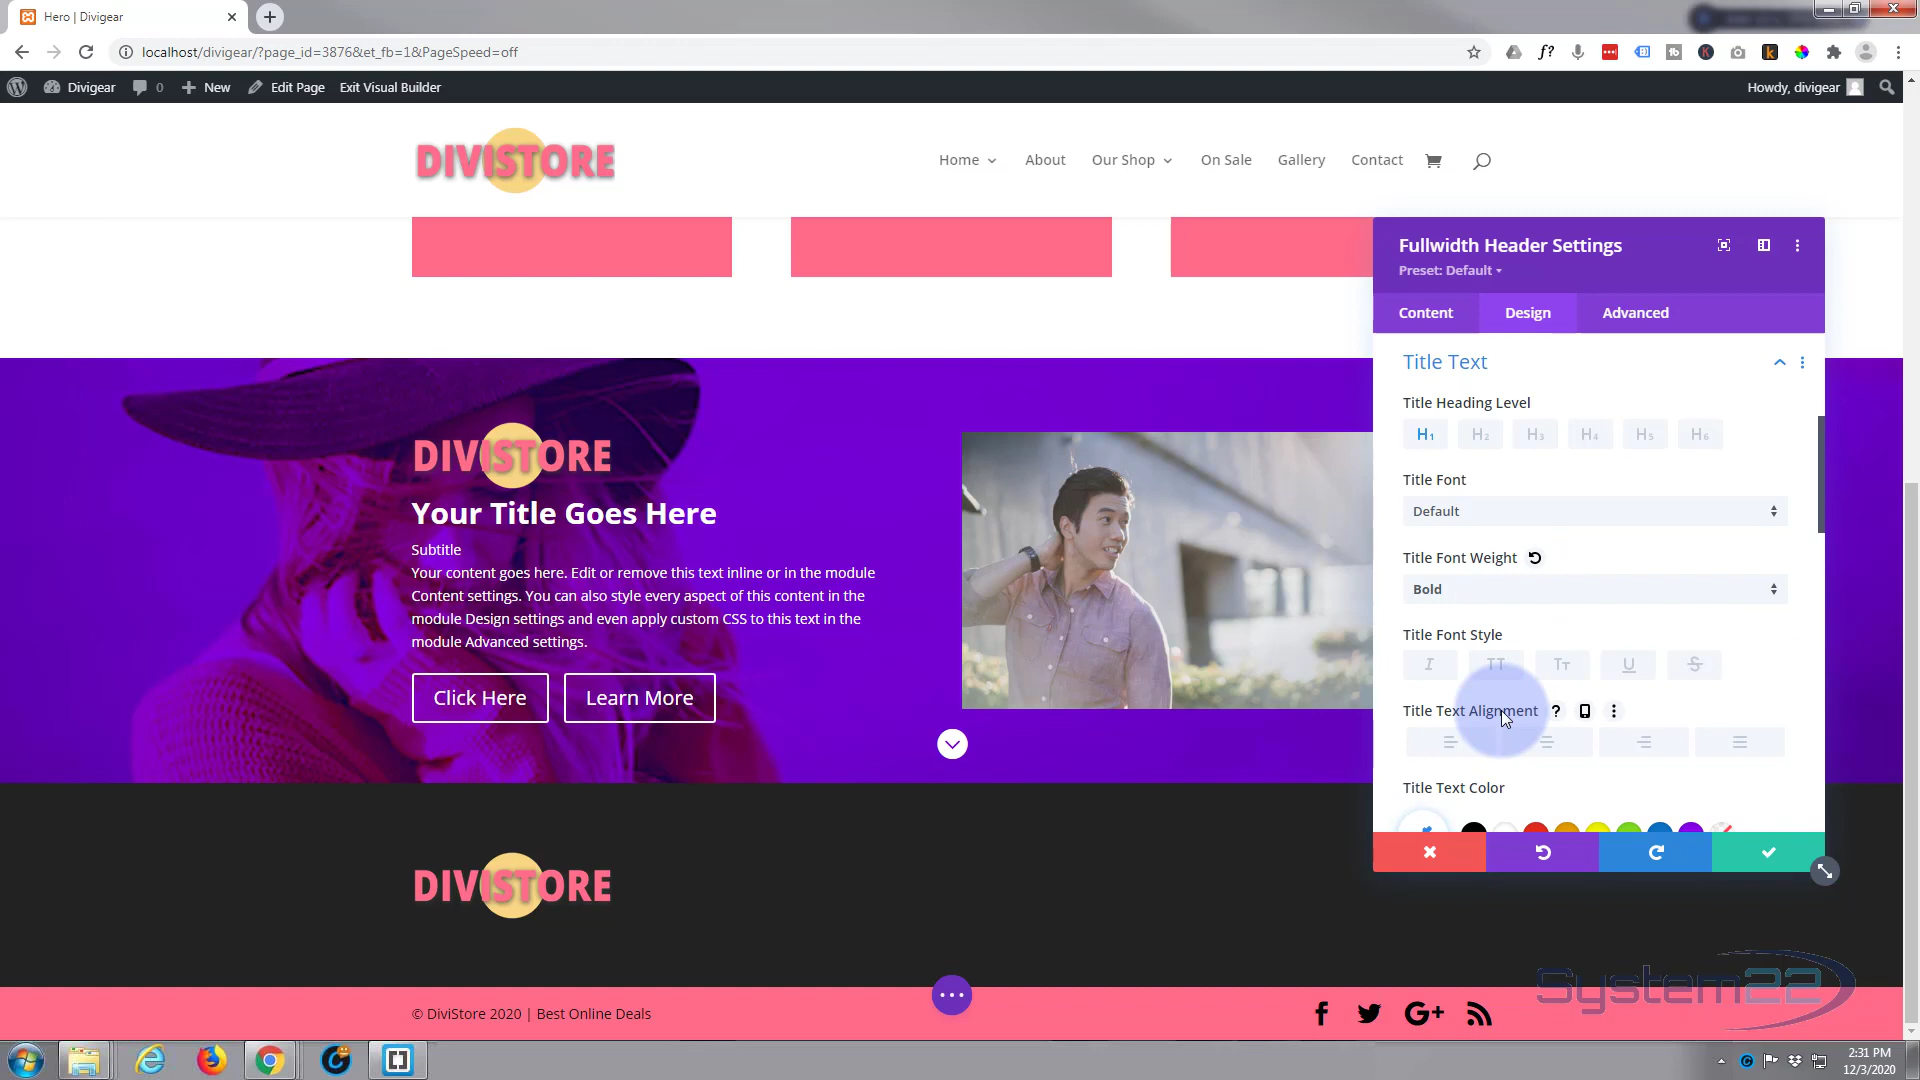 Hero | Divigear
localhost/divigear/?page_id=3876&et_fb=1&PageSpeed=off
Divigear 0 New Edit Page Exit Visual Builder Howdy, divigear
DIVISTORE
Home About Our Shop On Sale Gallery Contact
Fullwidth Header Settings
Preset: Default
Content Design Advanced
Title Text
Title Heading Level
H1 H2 H3 H4 H5 H6
Title Font
Default
Title Font Weight
Bold
Title Font Style
I TT TT U S
Title Text Alignment ?
Title Text Color
DIVISTORE
Your Title Goes Here
Subtitle
Your content goes here. Edit or remove this text inline or in the module
Content settings. You can also style every aspect of this content in the
module Design settings and even apply custom CSS to this text in the
module Advanced settings.
Click Here Learn More
DIVISTORE
System22
© DiviStore 2020 | Best Online Deals
2:31 PM
12/3/2020